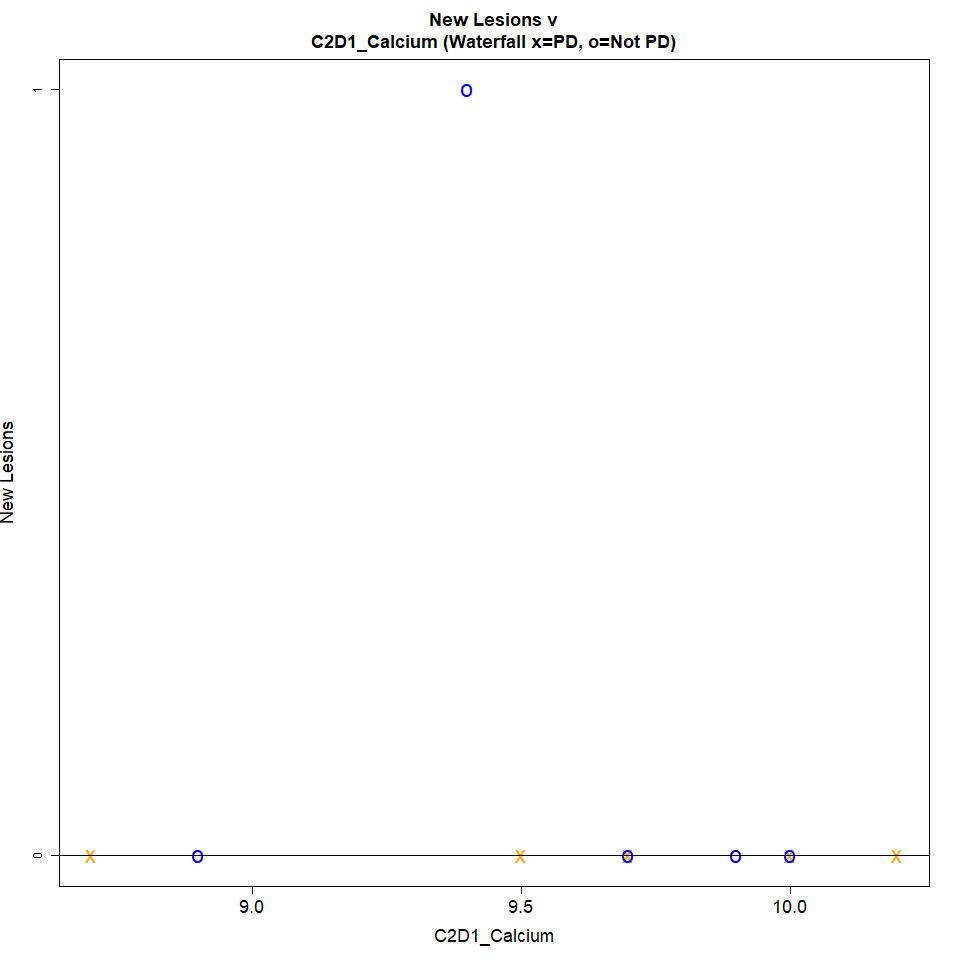 New Lesions v
C2D1_Calcium (Waterfall x=PD, o=Not PD)
1
o
New Lesions
0
x o x x o o x o x
9.0 9.5 10.0
C2D1_Calcium